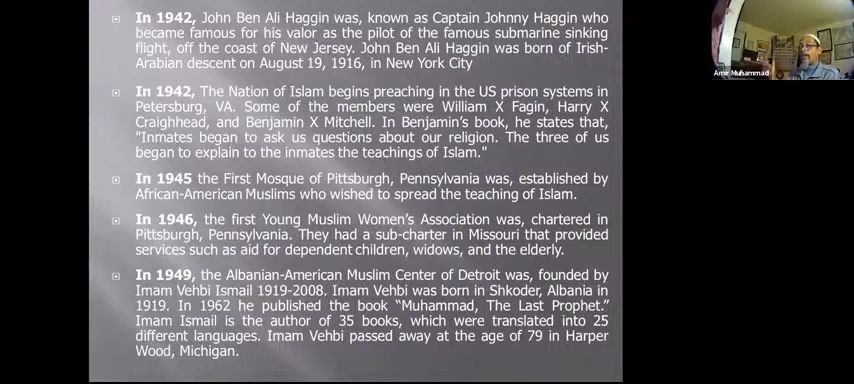 In 1942, John Ben Ali Haggin was, known as Captain Johnny Haggin who
became famous for his valor as the pilot of the famous submarine sinking
flight, off the coast of New Jersey. John Ben Ali Haggin was born of Irish-
Arabian descent on August 19, 1916, in New York City
In 1942, The Nation of Islam begins preaching in the US prison systems in
Petersburg, VA. Some of the members were William X Fagin, Harry X
Craighhead, and Benjamin X Mitchell. In Benjamin's book, he states that,
"Inmates began to ask us questions about our religion. The three of us
began to explain to the inmates the teachings of Islam."
In 1945 the First Mosque of Pittsburgh, Pennsylvania was, established by
African-American Muslims who wished to spread the teaching of Islam.
In 1946, the first Young Muslim Women's Association was, chartered in
Pittsburgh, Pennsylvania. They had a sub-charter in Missouri that provided
services such as aid for dependent children, widows, and the elderly.
In 1949, the Albanian-American Muslim Center of Detroit was, founded by
Imam Vehbi Ismail 1919-2008. Imam Vehbi was born in Shkoder, Albania in
1919. In 1962 he published the book “Muhammad, The Last Prophet.”
Imam Ismail is the author of 35 books, which were translated into 25
different languages. Imam Vehbi passed away at the age of 79 in Harper
Wood, Michigan.
Amir Muhammad